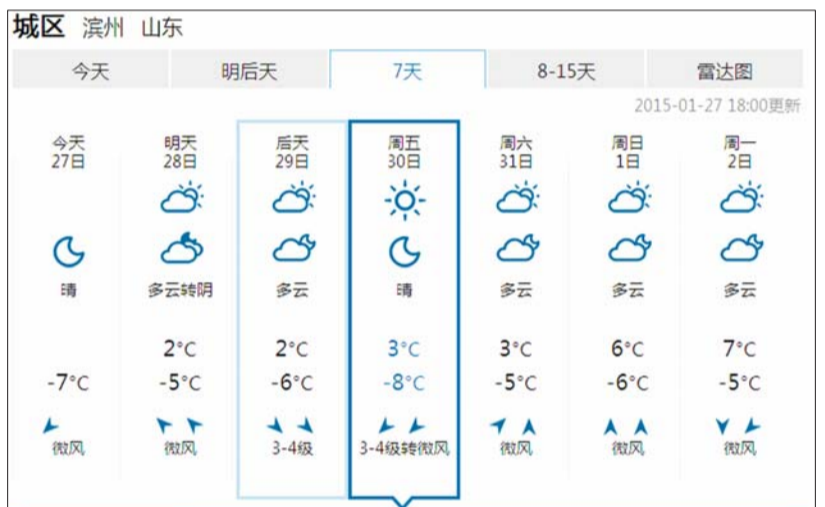 城区 滨州 山东
今天 明后天 7天 8-15天 雷达图
2015-01-27 18:00更新
今天 明天 后天 周五 周六 周日 周一
27日 28日 29日 30日 31日 1日 2日
晴 多云转阴 多云 晴 多云 多云 多云
2°C 2°C 3°C 3°C 6°C 7°C
-7°C -5°C -6°C -8°C -5°C -6°C -5°C
微风 微风 3-4级 3-4级转微风 微风 微风 微风